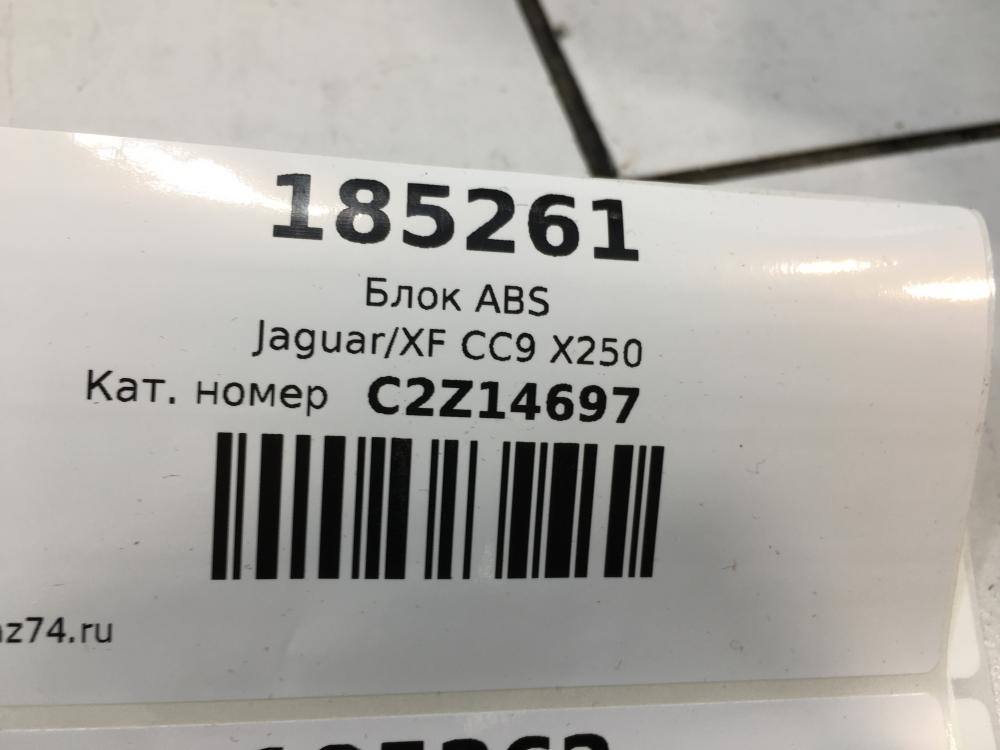 185261
Блок ABS
Jaguar/XF CC9 X250
Кат. номер C2Z14697
z74.ru